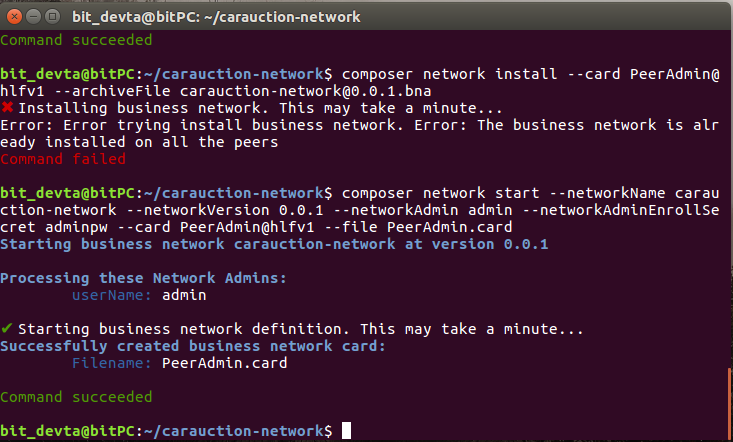 bit_devta@bitPC: ~/carauction-network
Command succeeded
bit_devta@bitPC:~/carauction-network$ composer network install --card PeerAdmin@
hlfv1 --archiveFile carauction-network@0.0.1.bna
✖ Installing business network. This may take a minute...
Error: Error trying install business network. Error: The business network is alr
eady installed on all the peers
Command failed
bit_devta@bitPC:~/carauction-network$ composer network start --networkName carau
ction-network --networkVersion 0.0.1 --networkAdmin admin --networkAdminEnrollSe
cret adminpw --card PeerAdmin@hlfv1 --file PeerAdmin.card
Starting business network carauction-network at version 0.0.1
Processing these Network Admins:
userName: admin
✔ Starting business network definition. This may take a minute...
Successfully created business network card:
Filename: PeerAdmin.card
Command succeeded
bit_devta@bitPC:~/carauction-network$